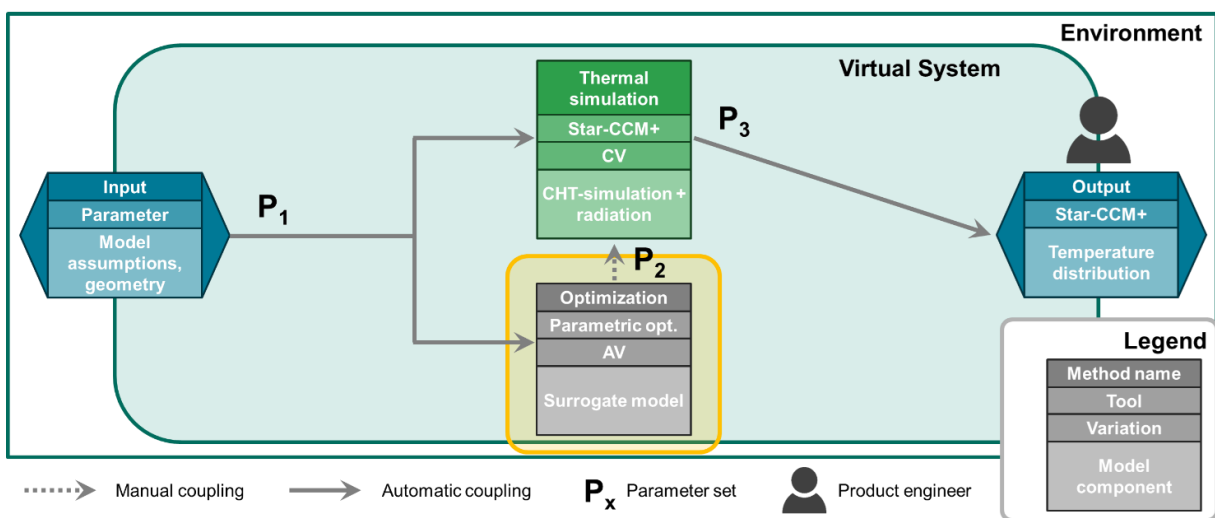 Environment
Virtual System
Thermal
simulation
Star-CCM+
CV
CHT-simulation +
radiation
P3
Input
Parameter
Model
assumptions,
geometry
P1
Output
Star-CCM+
Temperature
distribution
P2
Optimization
Parametric opt.
AV
Surrogate model
Legend
Method name
Tool
Variation
Model
component
Manual coupling
Automatic coupling
Px Parameter set
Product engineer